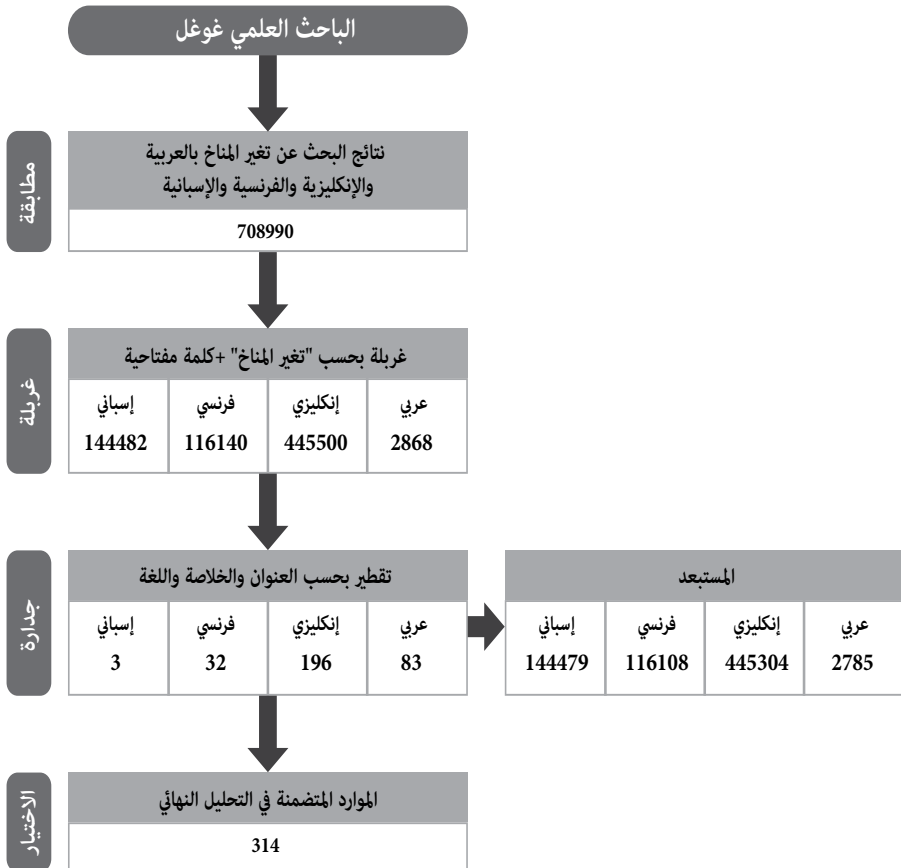 الباحث العلمي غوغل
مطابقة
نتائج البحث عن تغير المناخ بالعربية
والإنكليزية والفرنسية والإسبانية
708990
غربلة
غربلة بحسب "تغير المناخ" +كلمة مفتاحية
عربي إنكليزي فرنسي إسباني
2868 445500 116140 144482
جدارة
تقطير بحسب العنوان والخلاصة واللغة
عربي إنكليزي فرنسي إسباني
83 196 32 3
المستبعد
عربي إنكليزي فرنسي إسباني
2785 445304 116108 144479
الاختيار
الموارد المتضمنة في التحليل النهائي
314